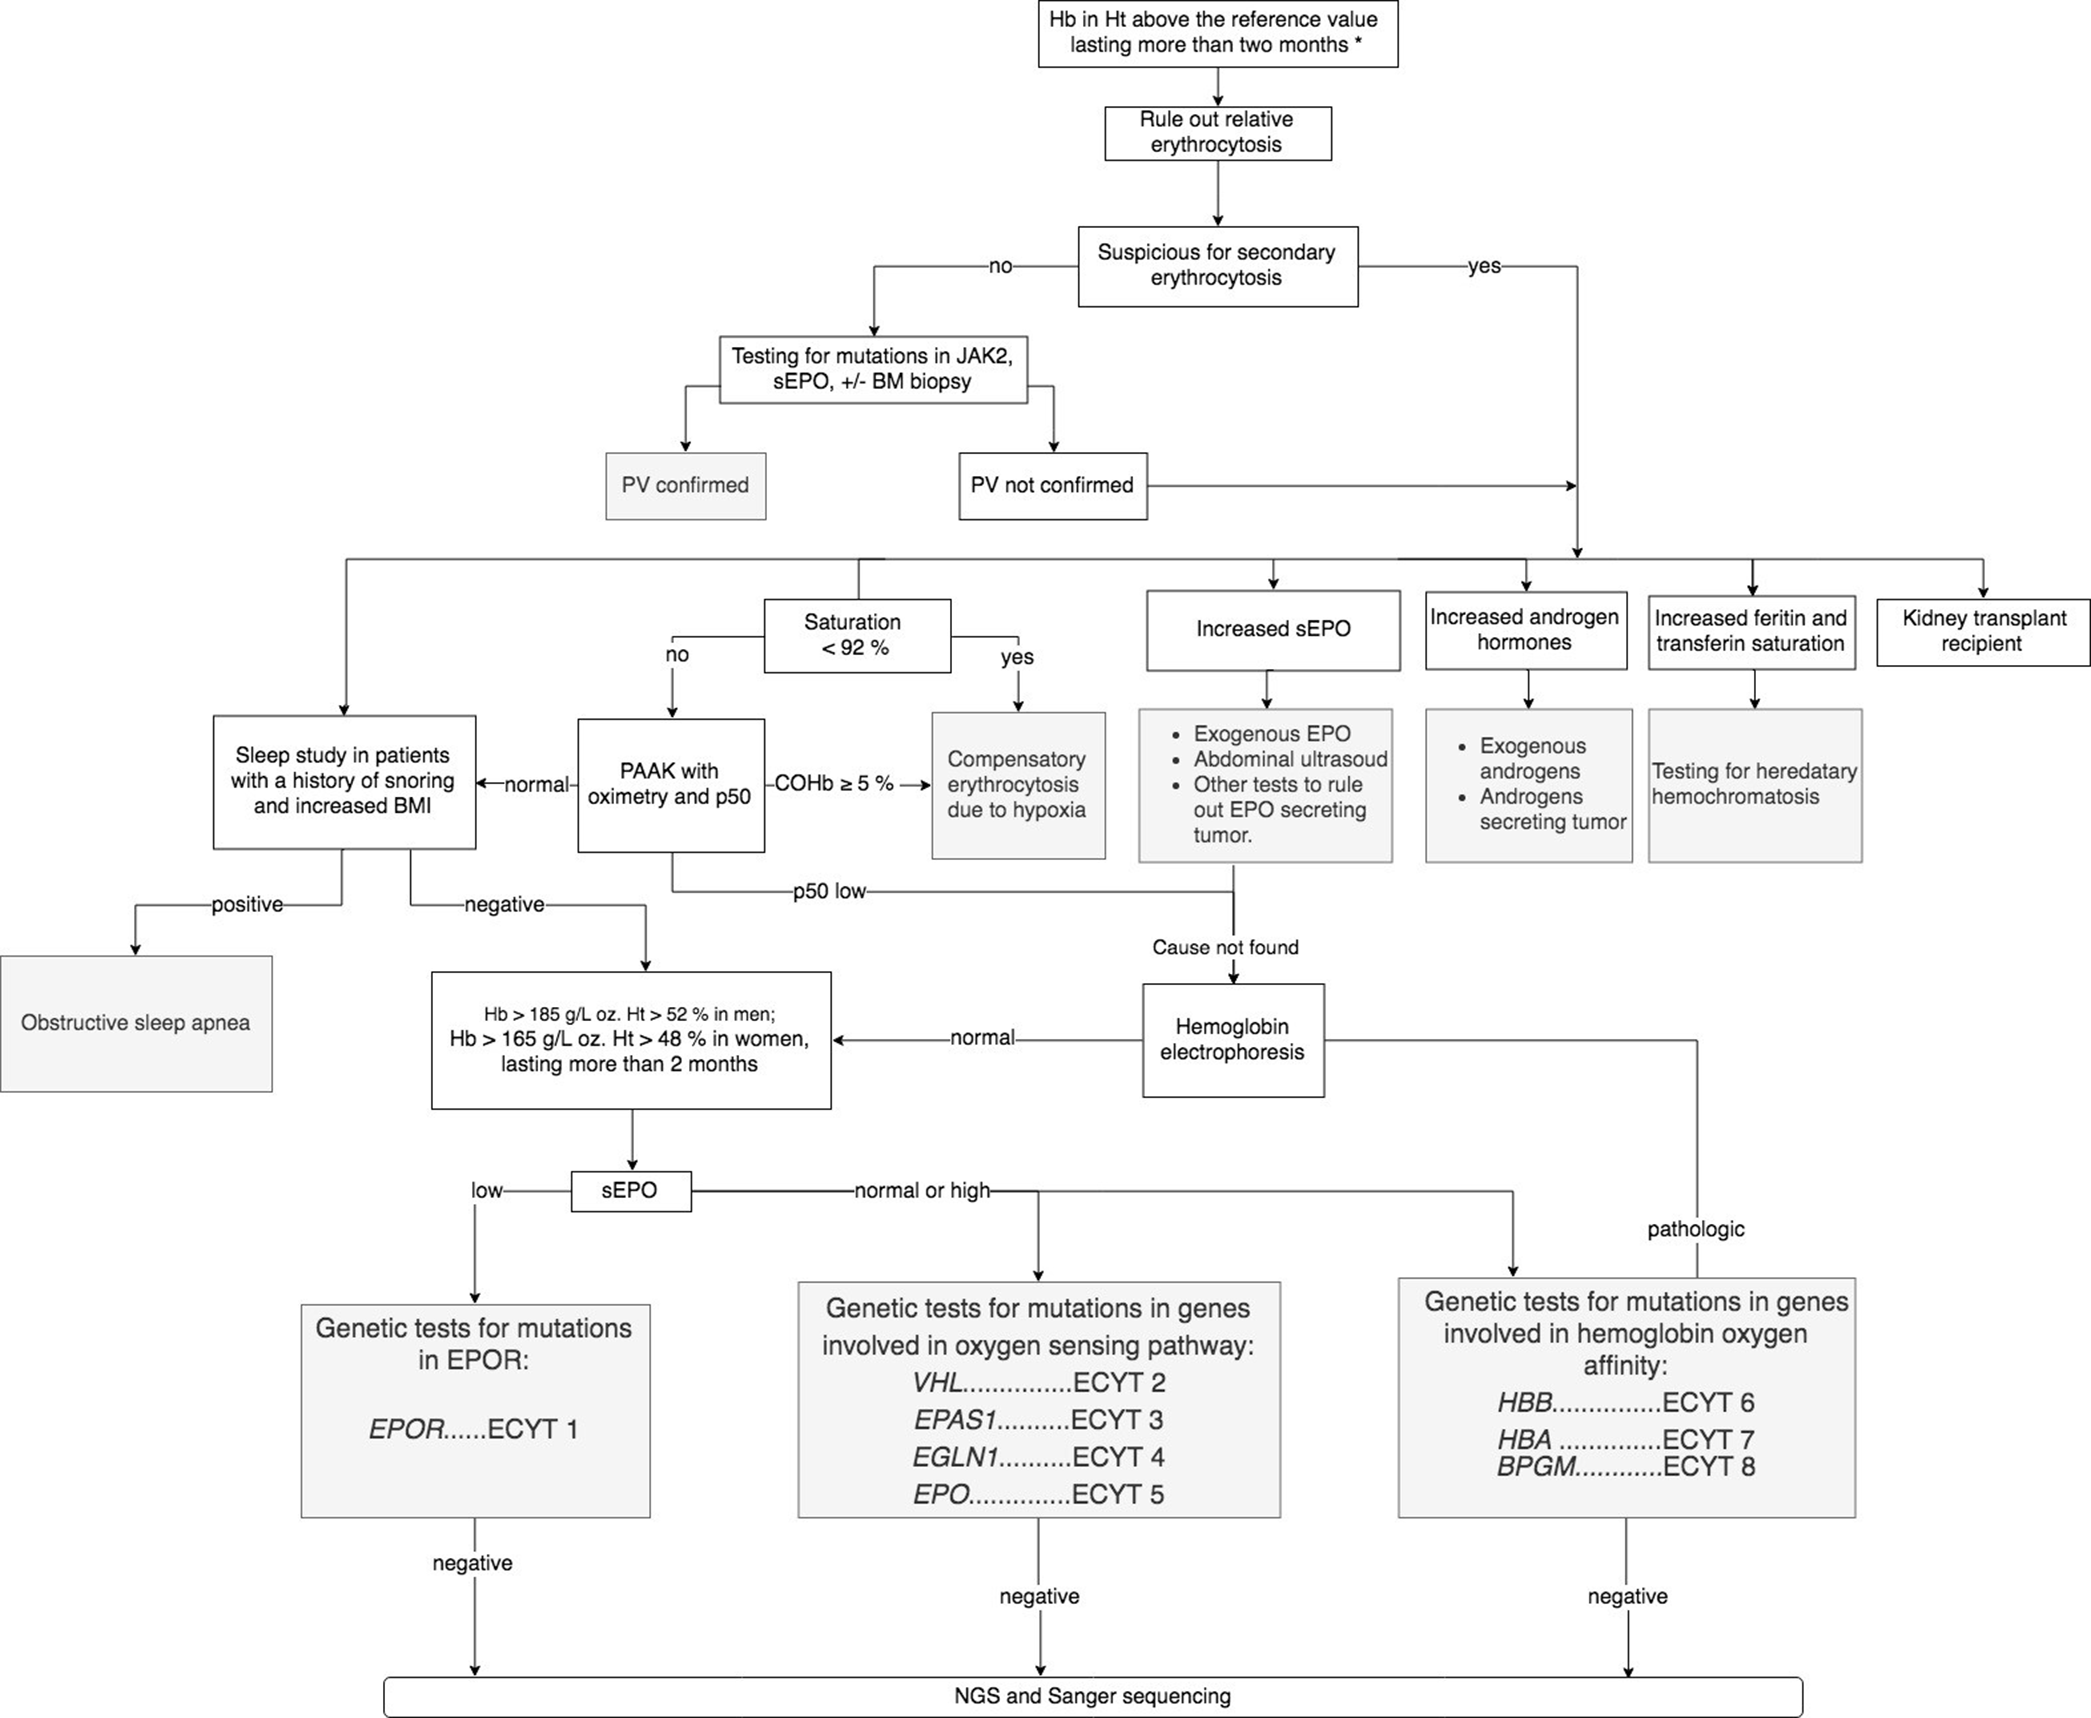 Hb in Ht above the reference value
lasting more than two months *
Rule out relative
erythrocytosis
Suspicious for secondary
erythrocytosis
no
yes
Testing for mutations in JAK2,
sEPO, +/- BM biopsy
PV confirmed
PV not confirmed
Saturation
< 92 %
no
yes
Increased sEPO
Increased androgen
hormones
Increased feritin and
transferin saturation
Kidney transplant
recipient
Sleep study in patients
with a history of snoring
and increased BMI
normal
PAAK with
oximetry and p50
COHb ≥ 5 %
Compensatory
erythrocytosis
due to hypoxia
• Exogenous EPO
• Abdominal ultrasoud
• Other tests to rule
out EPO secreting
tumor.
• Exogenous
androgens
• Androgens
secreting tumor
Testing for heredatary
hemochromatosis
positive
negative
p50 low
Cause not found
Obstructive sleep apnea
Hb > 185 g/L oz. Ht > 52 % in men;
Hb > 165 g/L oz. Ht > 48 % in women,
lasting more than 2 months
normal
Hemoglobin
electrophoresis
low
sEPO
normal or high
pathologic
Genetic tests for mutations
in EPOR:
EPOR......ECYT 1
Genetic tests for mutations in genes
involved in oxygen sensing pathway:
VHL...............ECYT 2
EPAS1..........ECYT 3
EGLN1..........ECYT 4
EPO..............ECYT 5
Genetic tests for mutations in genes
involved in hemoglobin oxygen
affinity:
HBB...............ECYT 6
HBA ..............ECYT 7
BPGM............ECYT 8
negative
negative
negative
NGS and Sanger sequencing